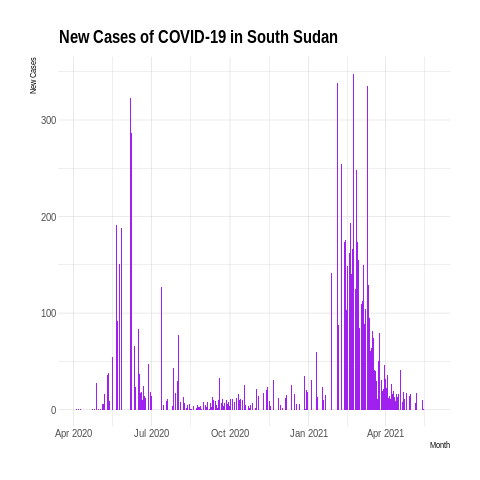 New Cases of COVID-19 in South Sudan
New Cases
300
200
100
0
Apr 2020 Jul 2020 Oct 2020 Jan 2021 Apr 2021
Month